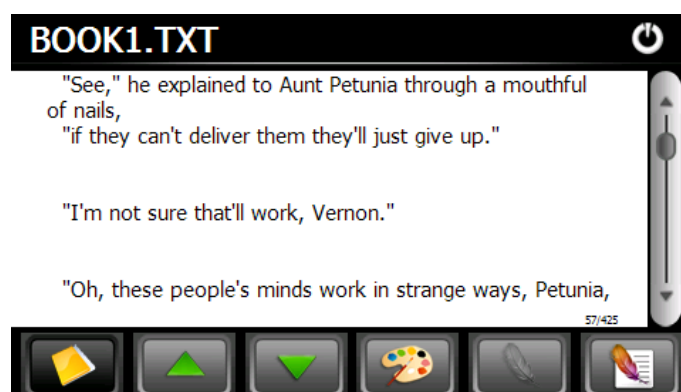 BOOK1.TXT
"See," he explained to Aunt Petunia through a mouthful
of nails,
"if they can't deliver them they'll just give up."
"I'm not sure that'll work, Vernon."
"Oh, these people's minds work in strange ways, Petunia,
57/425